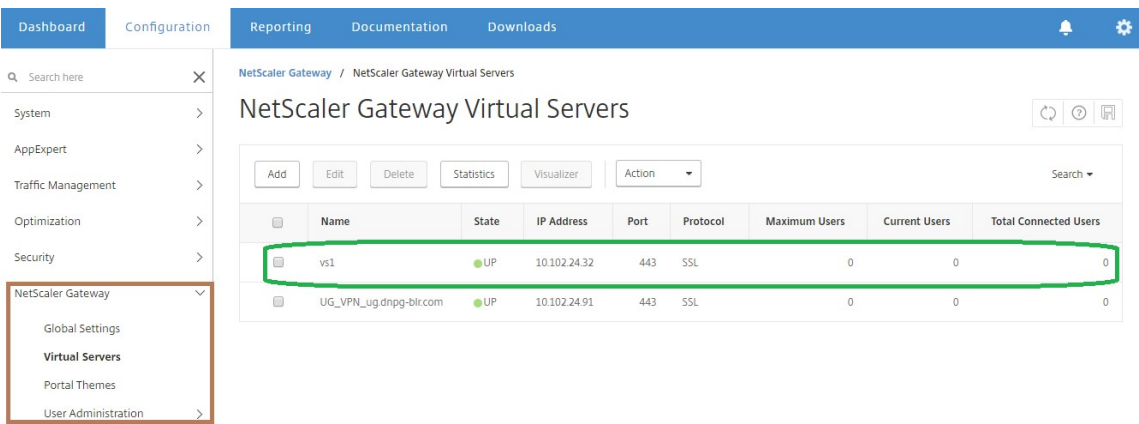 Dashboard Configuration Reporting Documentation Downloads
Search here
System
AppExpert
Traffic Management
Optimization
Security
NetScaler Gateway
Global Settings
Virtual Servers
Portal Themes
User Administration
NetScaler Gateway / NetScaler Gateway Virtual Servers
NetScaler Gateway Virtual Servers
Add Edit Delete Statistics Visualizer Action Search
Name State IP Address Port Protocol Maximum Users Current Users Total Connected Users
vs1 UP 10.102.24.32 443 SSL 0 0 0
UG_VPN_ug.dnpg-blr.com UP 10.102.24.91 443 SSL 0 0 0